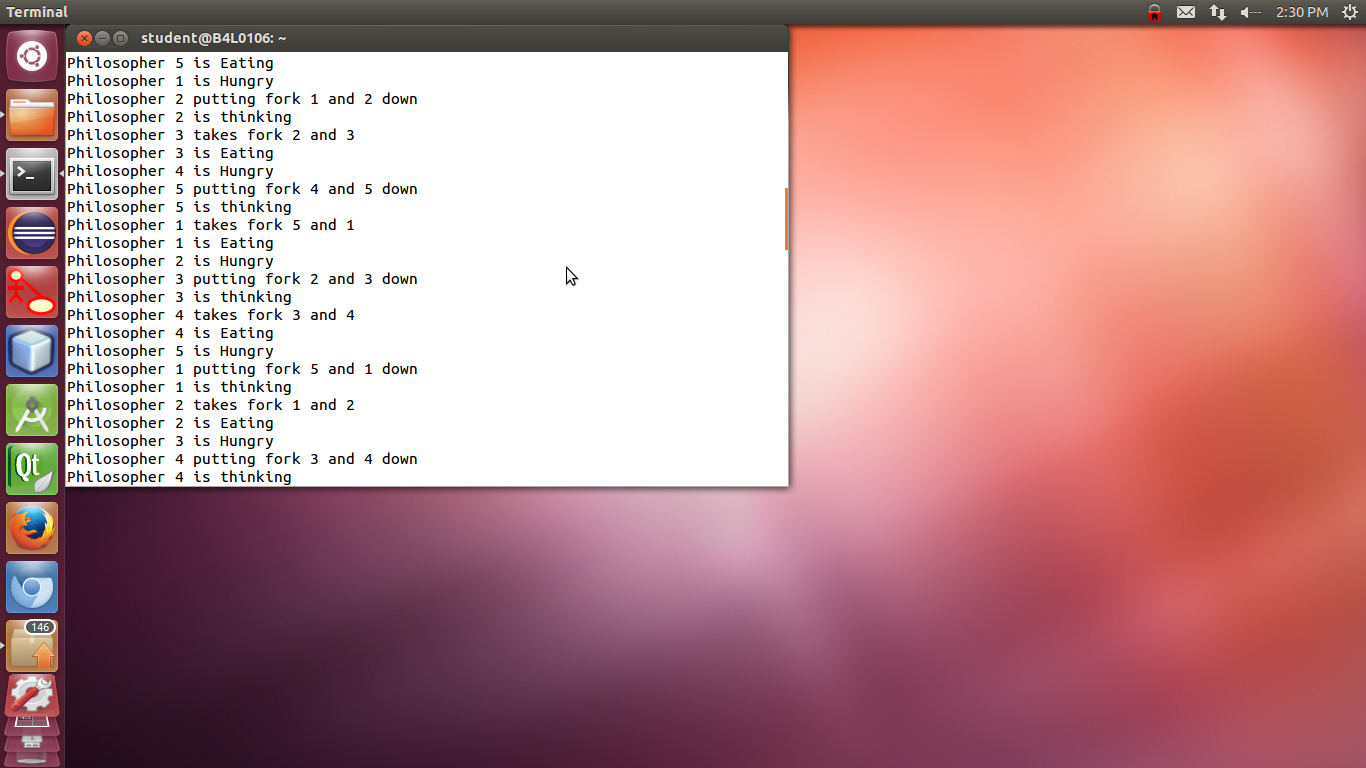 Terminal
2:30 PM
student@B4L0106: ~
Philosopher 5 is Eating
Philosopher 1 is Hungry
Philosopher 2 putting fork 1 and 2 down
Philosopher 2 is thinking
Philosopher 3 takes fork 2 and 3
Philosopher 3 is Eating
Philosopher 4 is Hungry
Philosopher 5 putting fork 4 and 5 down
Philosopher 5 is thinking
Philosopher 1 takes fork 5 and 1
Philosopher 1 is Eating
Philosopher 2 is Hungry
Philosopher 3 putting fork 2 and 3 down
Philosopher 3 is thinking
Philosopher 4 takes fork 3 and 4
Philosopher 4 is Eating
Philosopher 5 is Hungry
Philosopher 1 putting fork 5 and 1 down
Philosopher 1 is thinking
Philosopher 2 takes fork 1 and 2
Philosopher 2 is Eating
Philosopher 3 is Hungry
Philosopher 4 putting fork 3 and 4 down
Philosopher 4 is thinking
>_
Qt
146